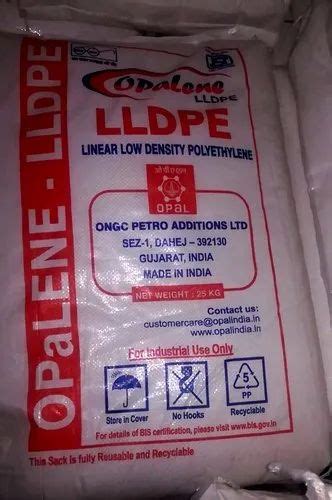 OPaLENE - LLDPE
Opalene
LLDPE
LLDPE
LINEAR LOW DENSITY POLYETHYLENE
ओ पी ए एल
OPaL
ONGC PETRO ADDITIONS LTD
SEZ-1, DAHEJ – 392130
GUJARAT, INDIA
MADE IN INDIA
NET WEIGHT : 25 KG
Contact us:
customercare@opalindia.in
www.opalindia.in
For Industrial Use Only
5
PP
Store in Cover
No Hooks
Recyclable
For details of BIS certification, please visit www.bis.gov.in
This Sack is fully Reusable and Recyclable